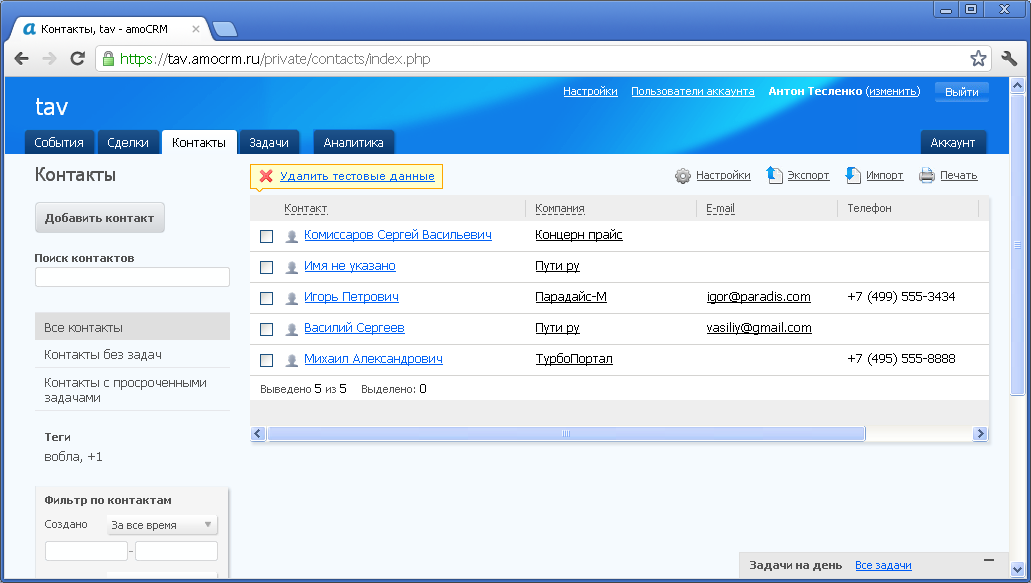 Контакты, tav - amoCRM
https://tav.amocrm.ru/private/contacts/index.php
Настройки Пользователи аккаунта Антон Тесленко (изменить) Выйти
tav
События Сделки Контакты Задачи Аналитика Аккаунт
Контакты
Удалить тестовые данные Настройки Экспорт Импорт Печать
Добавить контакт
Поиск контактов
Все контакты
Контакты без задач
Контакты с просроченными
задачами
Теги
вобла, +1
Фильтр по контактам
Создано За все время
-
Контакт Компания E-mail Телефон
Комиссаров Сергей Васильевич Концерн прайс
Имя не указано Пути ру
Игорь Петрович Парадайс-М igor@paradis.com +7 (499) 555-3434
Василий Сергеев Пути ру vasiliy@gmail.com
Михаил Александрович ТурбоПортал +7 (495) 555-8888
Выведено 5 из 5 Выделено: 0
Задачи на день Все задачи